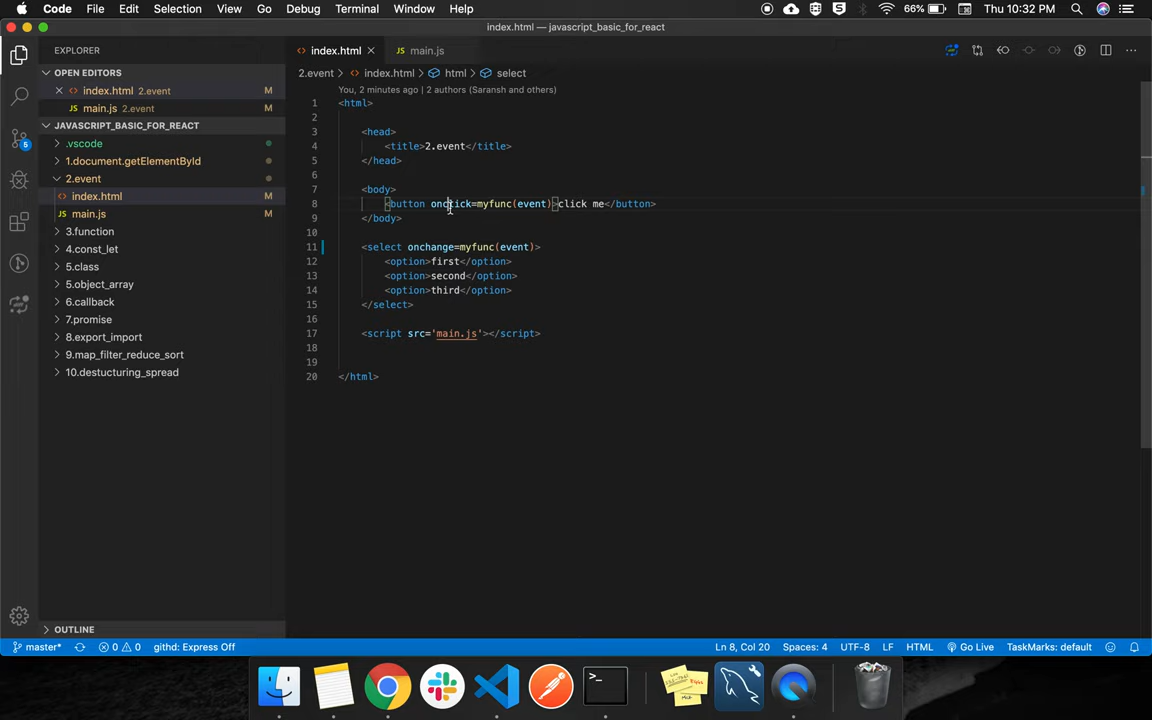 Code File Edit Selection View Go Debug Terminal Window Help 66% Thu 10:32 PM
index.html — javascript_basic_for_react
EXPLORER
OPEN EDITORS
index.html 2.event M
JS main.js 2.event M
JAVASCRIPT_BASIC_FOR_REACT
.vscode
1.document.getElementById
2.event
index.html M
JS main.js M
3.function
4.const_let
5.class
5.object_array
6.callback
7.promise
8.export_import
9.map_filter_reduce_sort
10.destucturing_spread
OUTLINE
5
index.html JS main.js
2.event index.html html select
You, 2 minutes ago | 2 authors (Saransh and others)
1 <html>
2
3 <head>
4 <title>2.event</title>
5 </head>
6
7 <body>
8 <button onclick=myfunc(event)>click me</button>
9 </body>
10
11 <select onchange=myfunc(event)>
12 <option>first</option>
13 <option>second</option>
14 <option>third</option>
15 </select>
16
17 <script src='main.js'></script>
18
19
20 </html>
master* 0 0 githd: Express Off Ln 8, Col 20 Spaces: 4 UTF-8 LF HTML Go Live TaskMarks: default